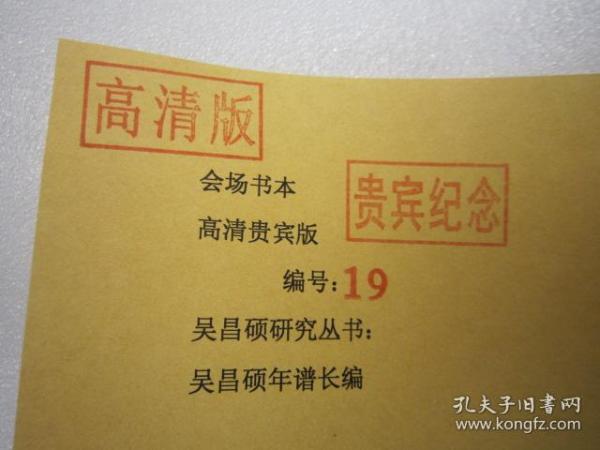 高清版
会场书本
贵宾纪念
高清贵宾版
编号:19
吴昌硕研究丛书:
吴昌硕年谱长编
孔夫子旧书网
www.kongfz.com